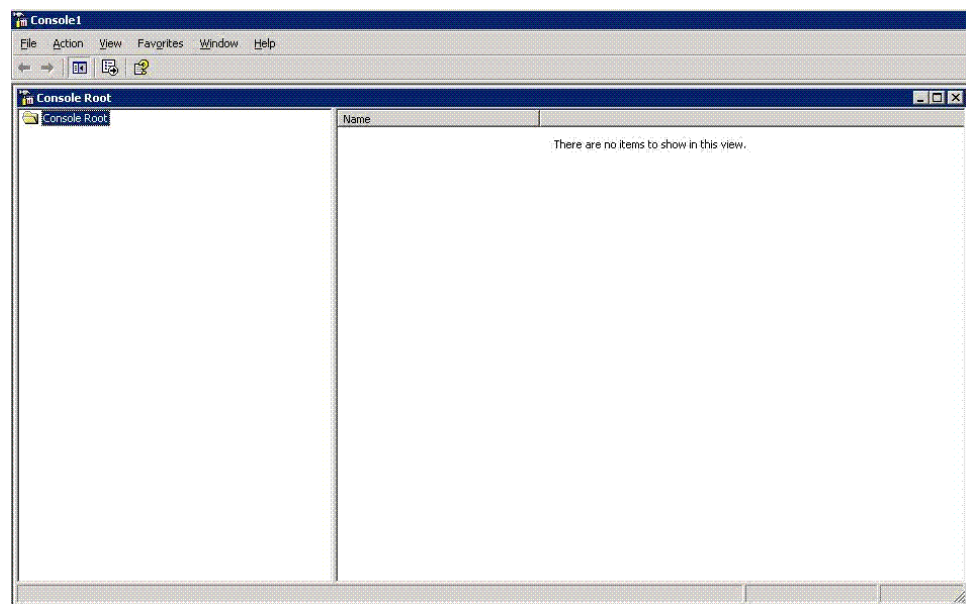 Console1
File Action View Favorites Window Help
Console Root
Console Root
Name
There are no items to show in this view.